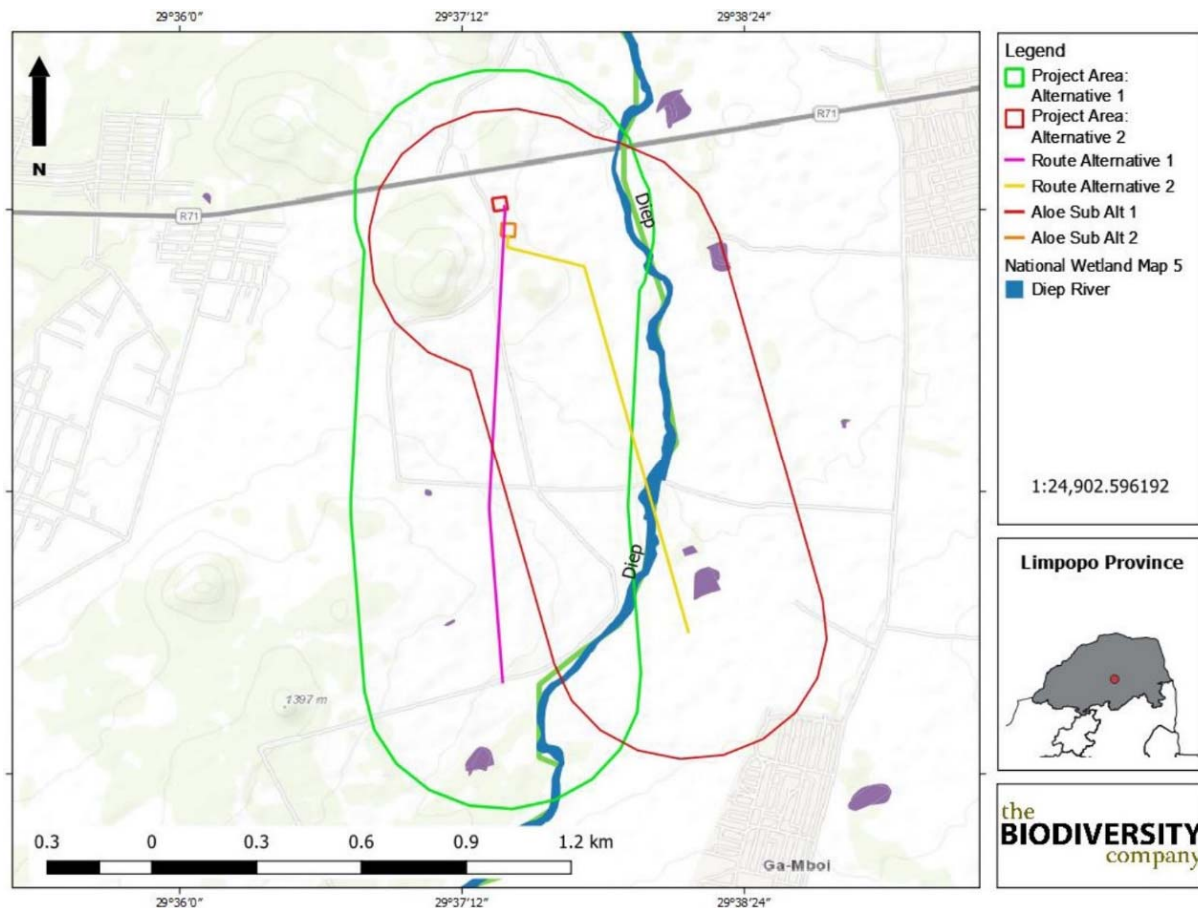 29°36'0"
29°37'12"
29°38'24"
N
R71
R71
Diep
Diep
1397 m
0.3
0
0.3
0.6
0.9
1.2 km
Ga-Mboi
29°36'0"
29°37'12"
29°38'24"
Legend
Project Area:
Alternative 1
Project Area:
Alternative 2
Route Alternative 1
Route Alternative 2
Aloe Sub Alt 1
Aloe Sub Alt 2
National Wetland Map 5
Diep River
1:24,902.596192
Limpopo Province
the
BIODIVERSITY
company